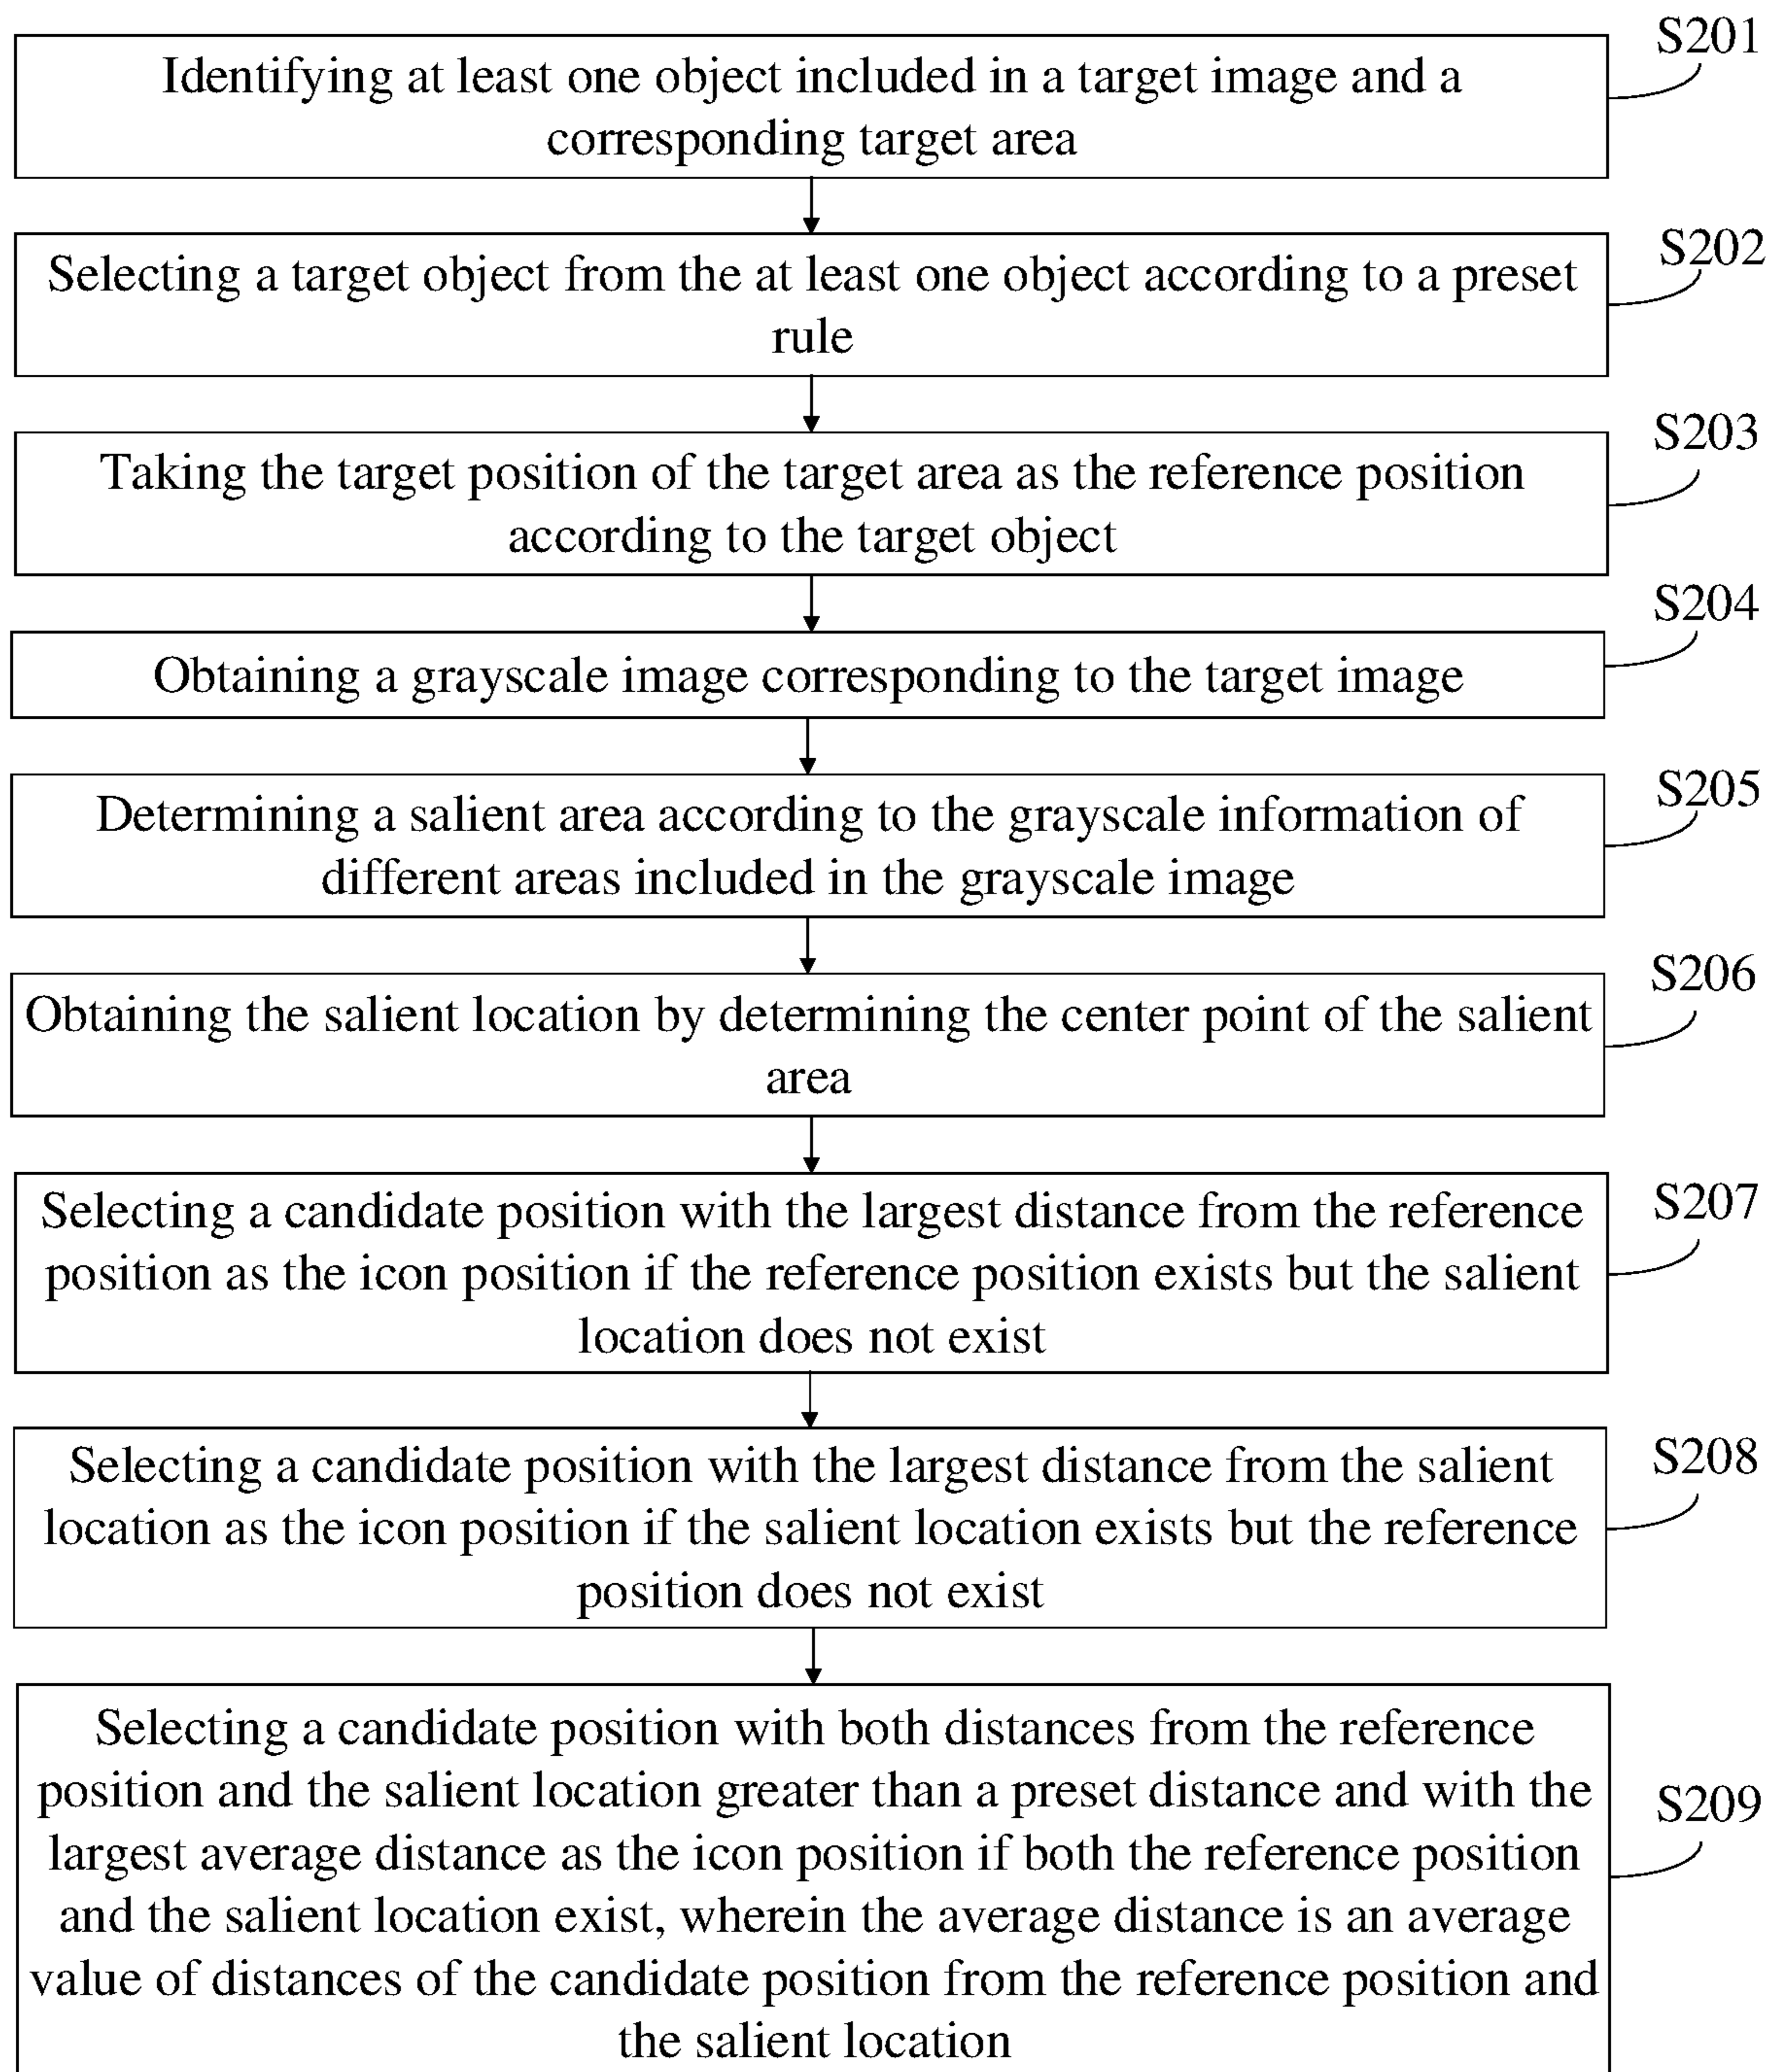 S201
Identifying at least one object included in a target image and a
corresponding target area
S202
Selecting a target object from the at least one object according to a preset
rule
S203
Taking the target position of the target area as the reference position
according to the target object
S204
Obtaining a grayscale image corresponding to the target image
S205
Determining a salient area according to the grayscale information of
different areas included in the grayscale image
S206
Obtaining the salient location by determining the center point of the salient
area
S207
Selecting a candidate position with the largest distance from the reference
position as the icon position if the reference position exists but the salient
location does not exist
S208
Selecting a candidate position with the largest distance from the salient
location as the icon position if the salient location exists but the reference
position does not exist
S209
Selecting a candidate position with both distances from the reference
position and the salient location greater than a preset distance and with the
largest average distance as the icon position if both the reference position
and the salient location exist, wherein the average distance is an average
value of distances of the candidate position from the reference position and
the salient location